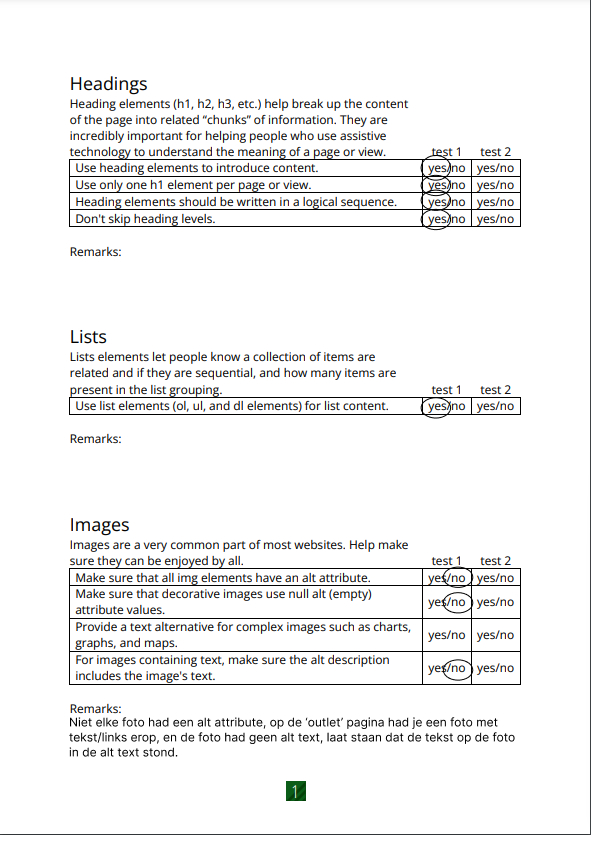 Headings
Heading elements (h1, h2, h3, etc.) help break up the content
of the page into related “chunks” of information. They are
incredibly important for helping people who use assistive
technology to understand the meaning of a page or view. test 1 test 2
Use heading elements to introduce content. yes/no yes/no
Use only one h1 element per page or view. yes/no yes/no
Heading elements should be written in a logical sequence. yes/no yes/no
Don't skip heading levels. yes/no yes/no
Remarks:
Lists
Lists elements let people know a collection of items are
related and if they are sequential, and how many items are
present in the list grouping. test 1 test 2
Use list elements (ol, ul, and dl elements) for list content. yes/no yes/no
Remarks:
Images
Images are a very common part of most websites. Help make
sure they can be enjoyed by all. test 1 test 2
Make sure that all img elements have an alt attribute. yes/no yes/no
Make sure that decorative images use null alt (empty)
attribute values. yes/no yes/no
Provide a text alternative for complex images such as charts,
graphs, and maps. yes/no yes/no
For images containing text, make sure the alt description
includes the image's text. yes/no yes/no
Remarks:
Niet elke foto had een alt attribute, op de ‘outlet’ pagina had je een foto met
tekst/links erop, en de foto had geen alt text, laat staan dat de tekst op de foto
in de alt text stond.
1